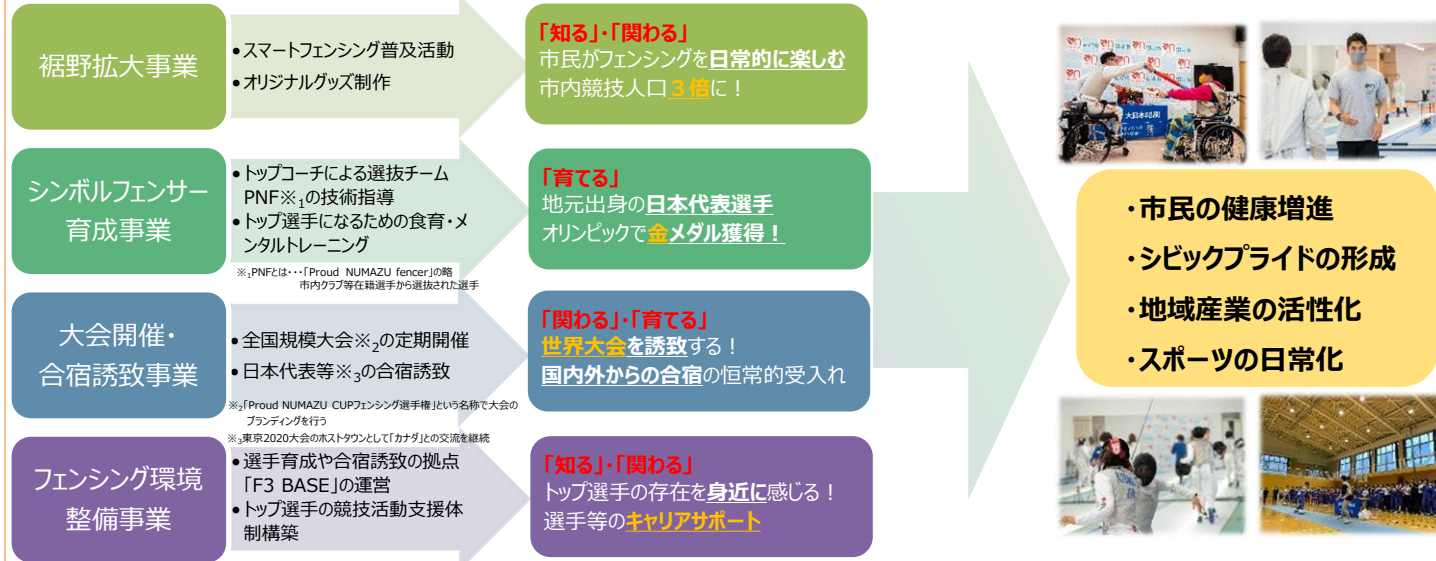 裾野拡大事業
●スマートフェンシング普及活動
●オリジナルグッズ制作
「知る」・「関わる」
市民がフェンシングを日常的に楽しむ
市内競技人口３倍に！
シンボルフェンサー
育成事業
●トップコーチによる選抜チーム
PNF※1の技術指導
●トップ選手になるための食育・メ
ンタルトレーニング
※1PNFとは・・・「Proud NUMAZU fencer」の略
市内クラブ等在籍選手から選抜された選手
「育てる」
地元出身の日本代表選手
オリンピックで金メダル獲得！
大会開催・
合宿誘致事業
●全国規模大会※2の定期開催
●日本代表等※3の合宿誘致
※2「Proud NUMAZU CUPフェンシング選手権」という名称で大会の
ブランディングを行う
※3東京2020大会のホストタウンとして「カナダ」との交流を継続
「関わる」・「育てる」
世界大会を誘致する！
国内外からの合宿の恒常的受入れ
フェンシング環境
整備事業
●選手育成や合宿誘致の拠点
「F3 BASE」の運営
●トップ選手の競技活動支援体
制構築
「知る」・「関わる」
トップ選手の存在を身近に感じる！
選手等のキャリアサポート
大日本印刷
・市民の健康増進
・シビックプライドの形成
・地域産業の活性化
・スポーツの日常化